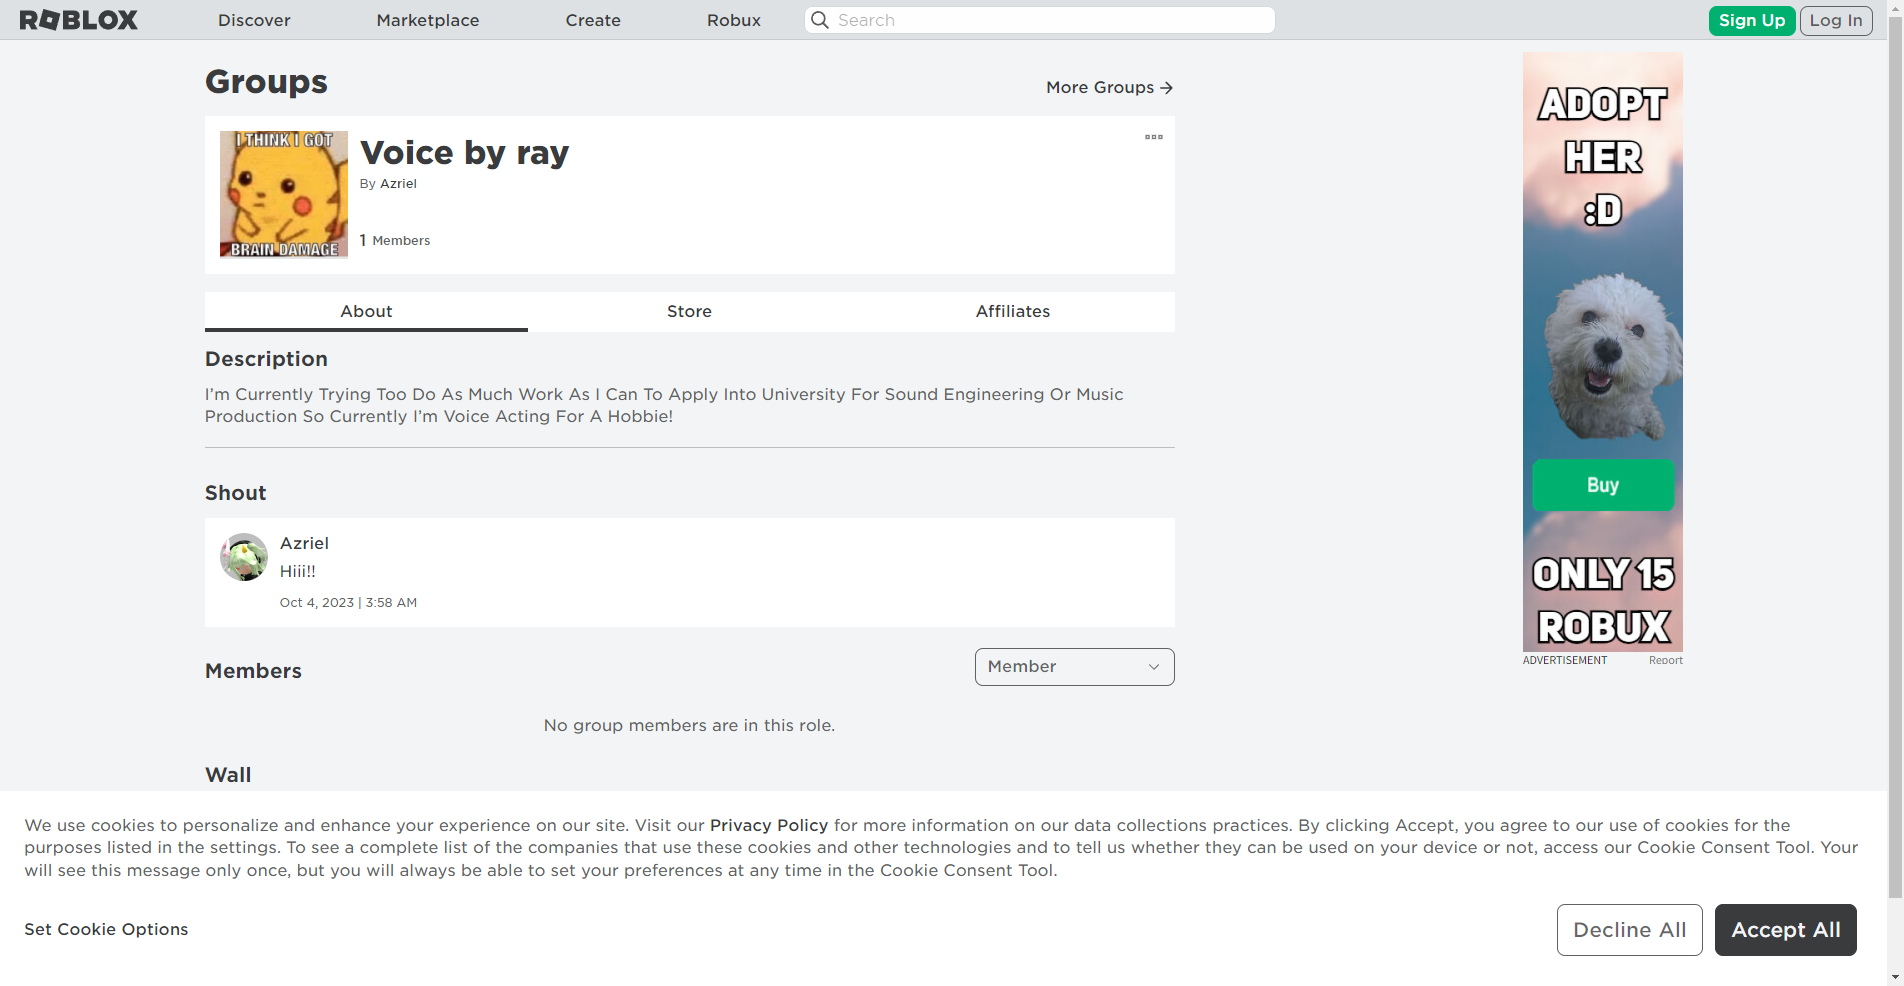 ROBLOX
Discover
Marketplace
Create
Robux
Search
Sign Up
Log In
Groups
More Groups →
I THINK I GOT
BRAIN DAMAGE
Voice by ray
By Azriel
1 Members
About
Store
Affiliates
Description
I'm Currently Trying Too Do As Much Work As I Can To Apply Into University For Sound Engineering Or Music
Production So Currently I'm Voice Acting For A Hobbie!
Shout
Azriel
Hiii!!
Oct 4, 2023 | 3:58 AM
Members
Member
No group members are in this role.
Wall
ADOPT
HER
:D
Buy
ONLY 15
ROBUX
ADVERTISEMENT
Report
We use cookies to personalize and enhance your experience on our site. Visit our Privacy Policy for more information on our data collections practices. By clicking Accept, you agree to our use of cookies for the
purposes listed in the settings. To see a complete list of the companies that use these cookies and other technologies and to tell us whether they can be used on your device or not, access our Cookie Consent Tool. Your
will see this message only once, but you will always be able to set your preferences at any time in the Cookie Consent Tool.
Set Cookie Options
Decline All
Accept All